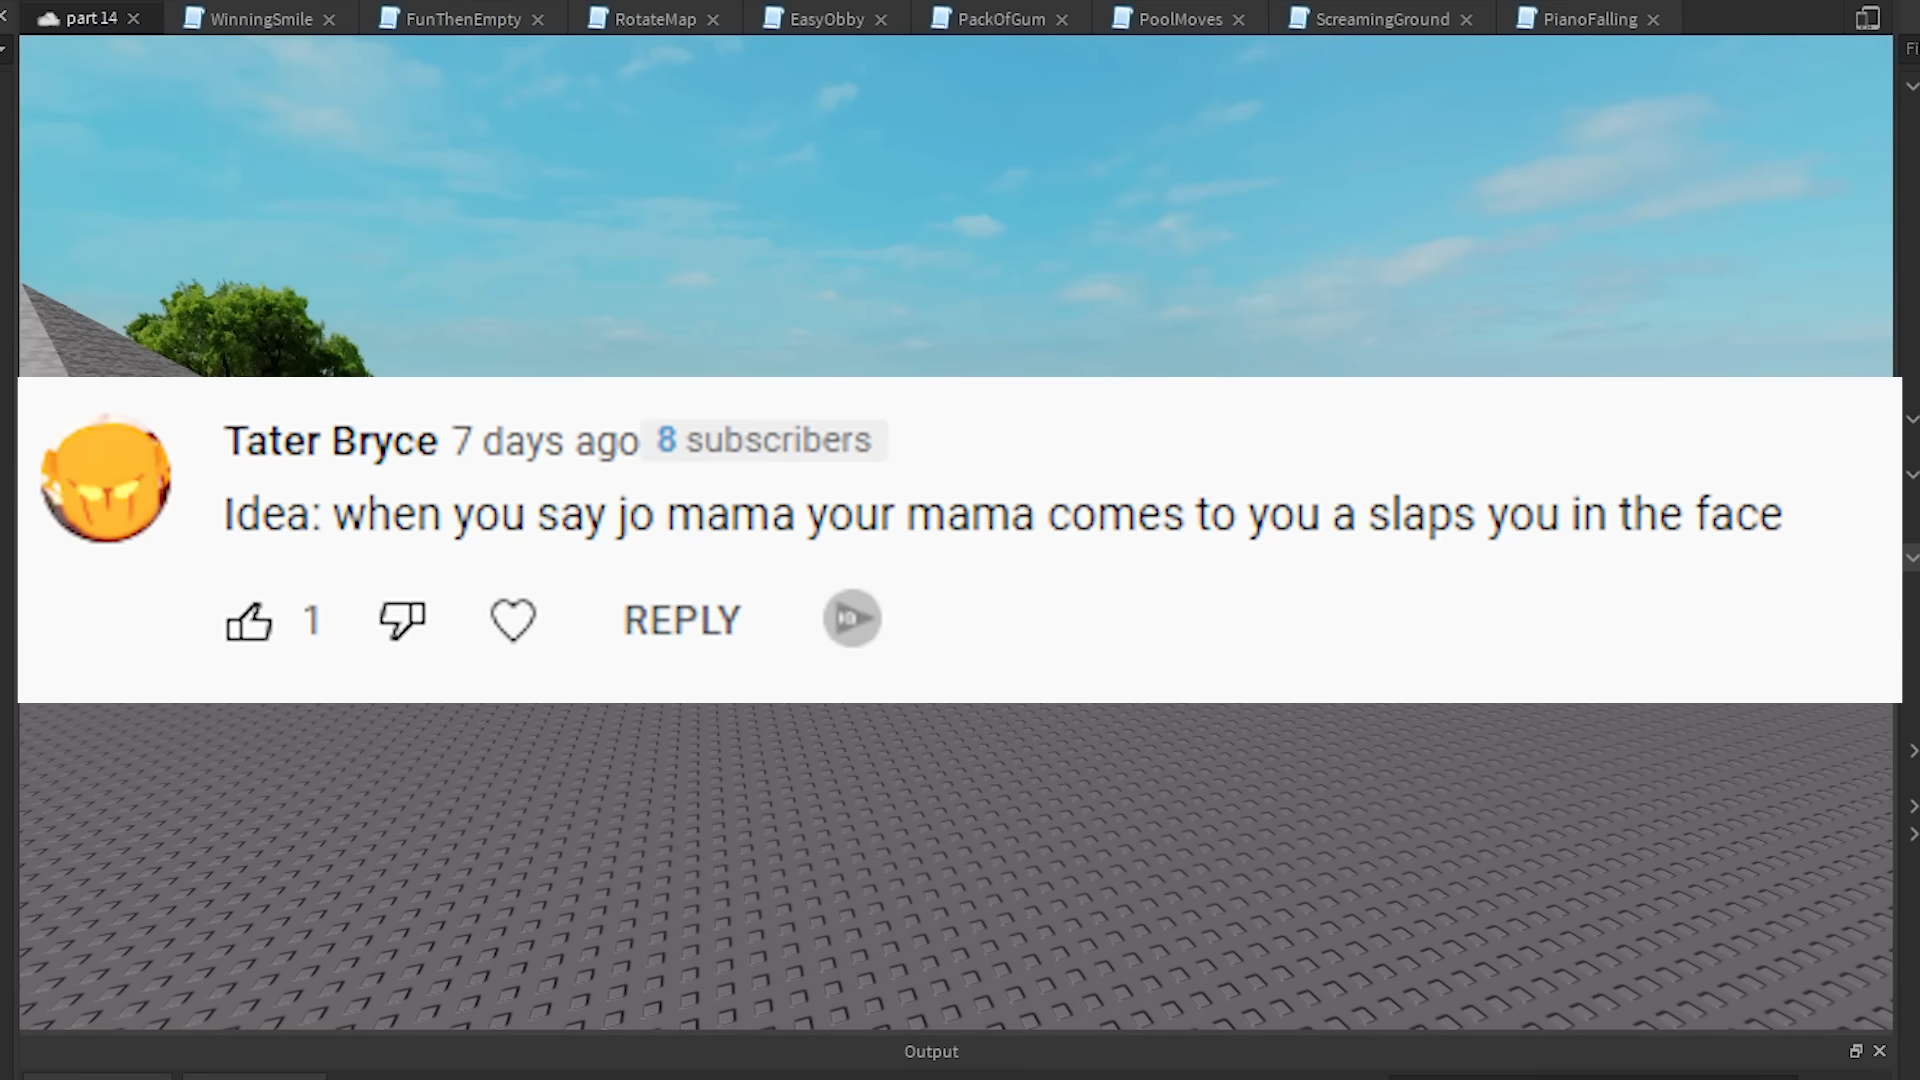 part 14
WinningSmile
FunThenEmpty
RotateMap
EasyObby
PackOfGum
PoolMoves
ScreamingGround
PianoFalling
Fi
Tater Bryce 7 days ago 8 subscribers
Idea: when you say jo mama your mama comes to you a slaps you in the face
1
REPLY
Output